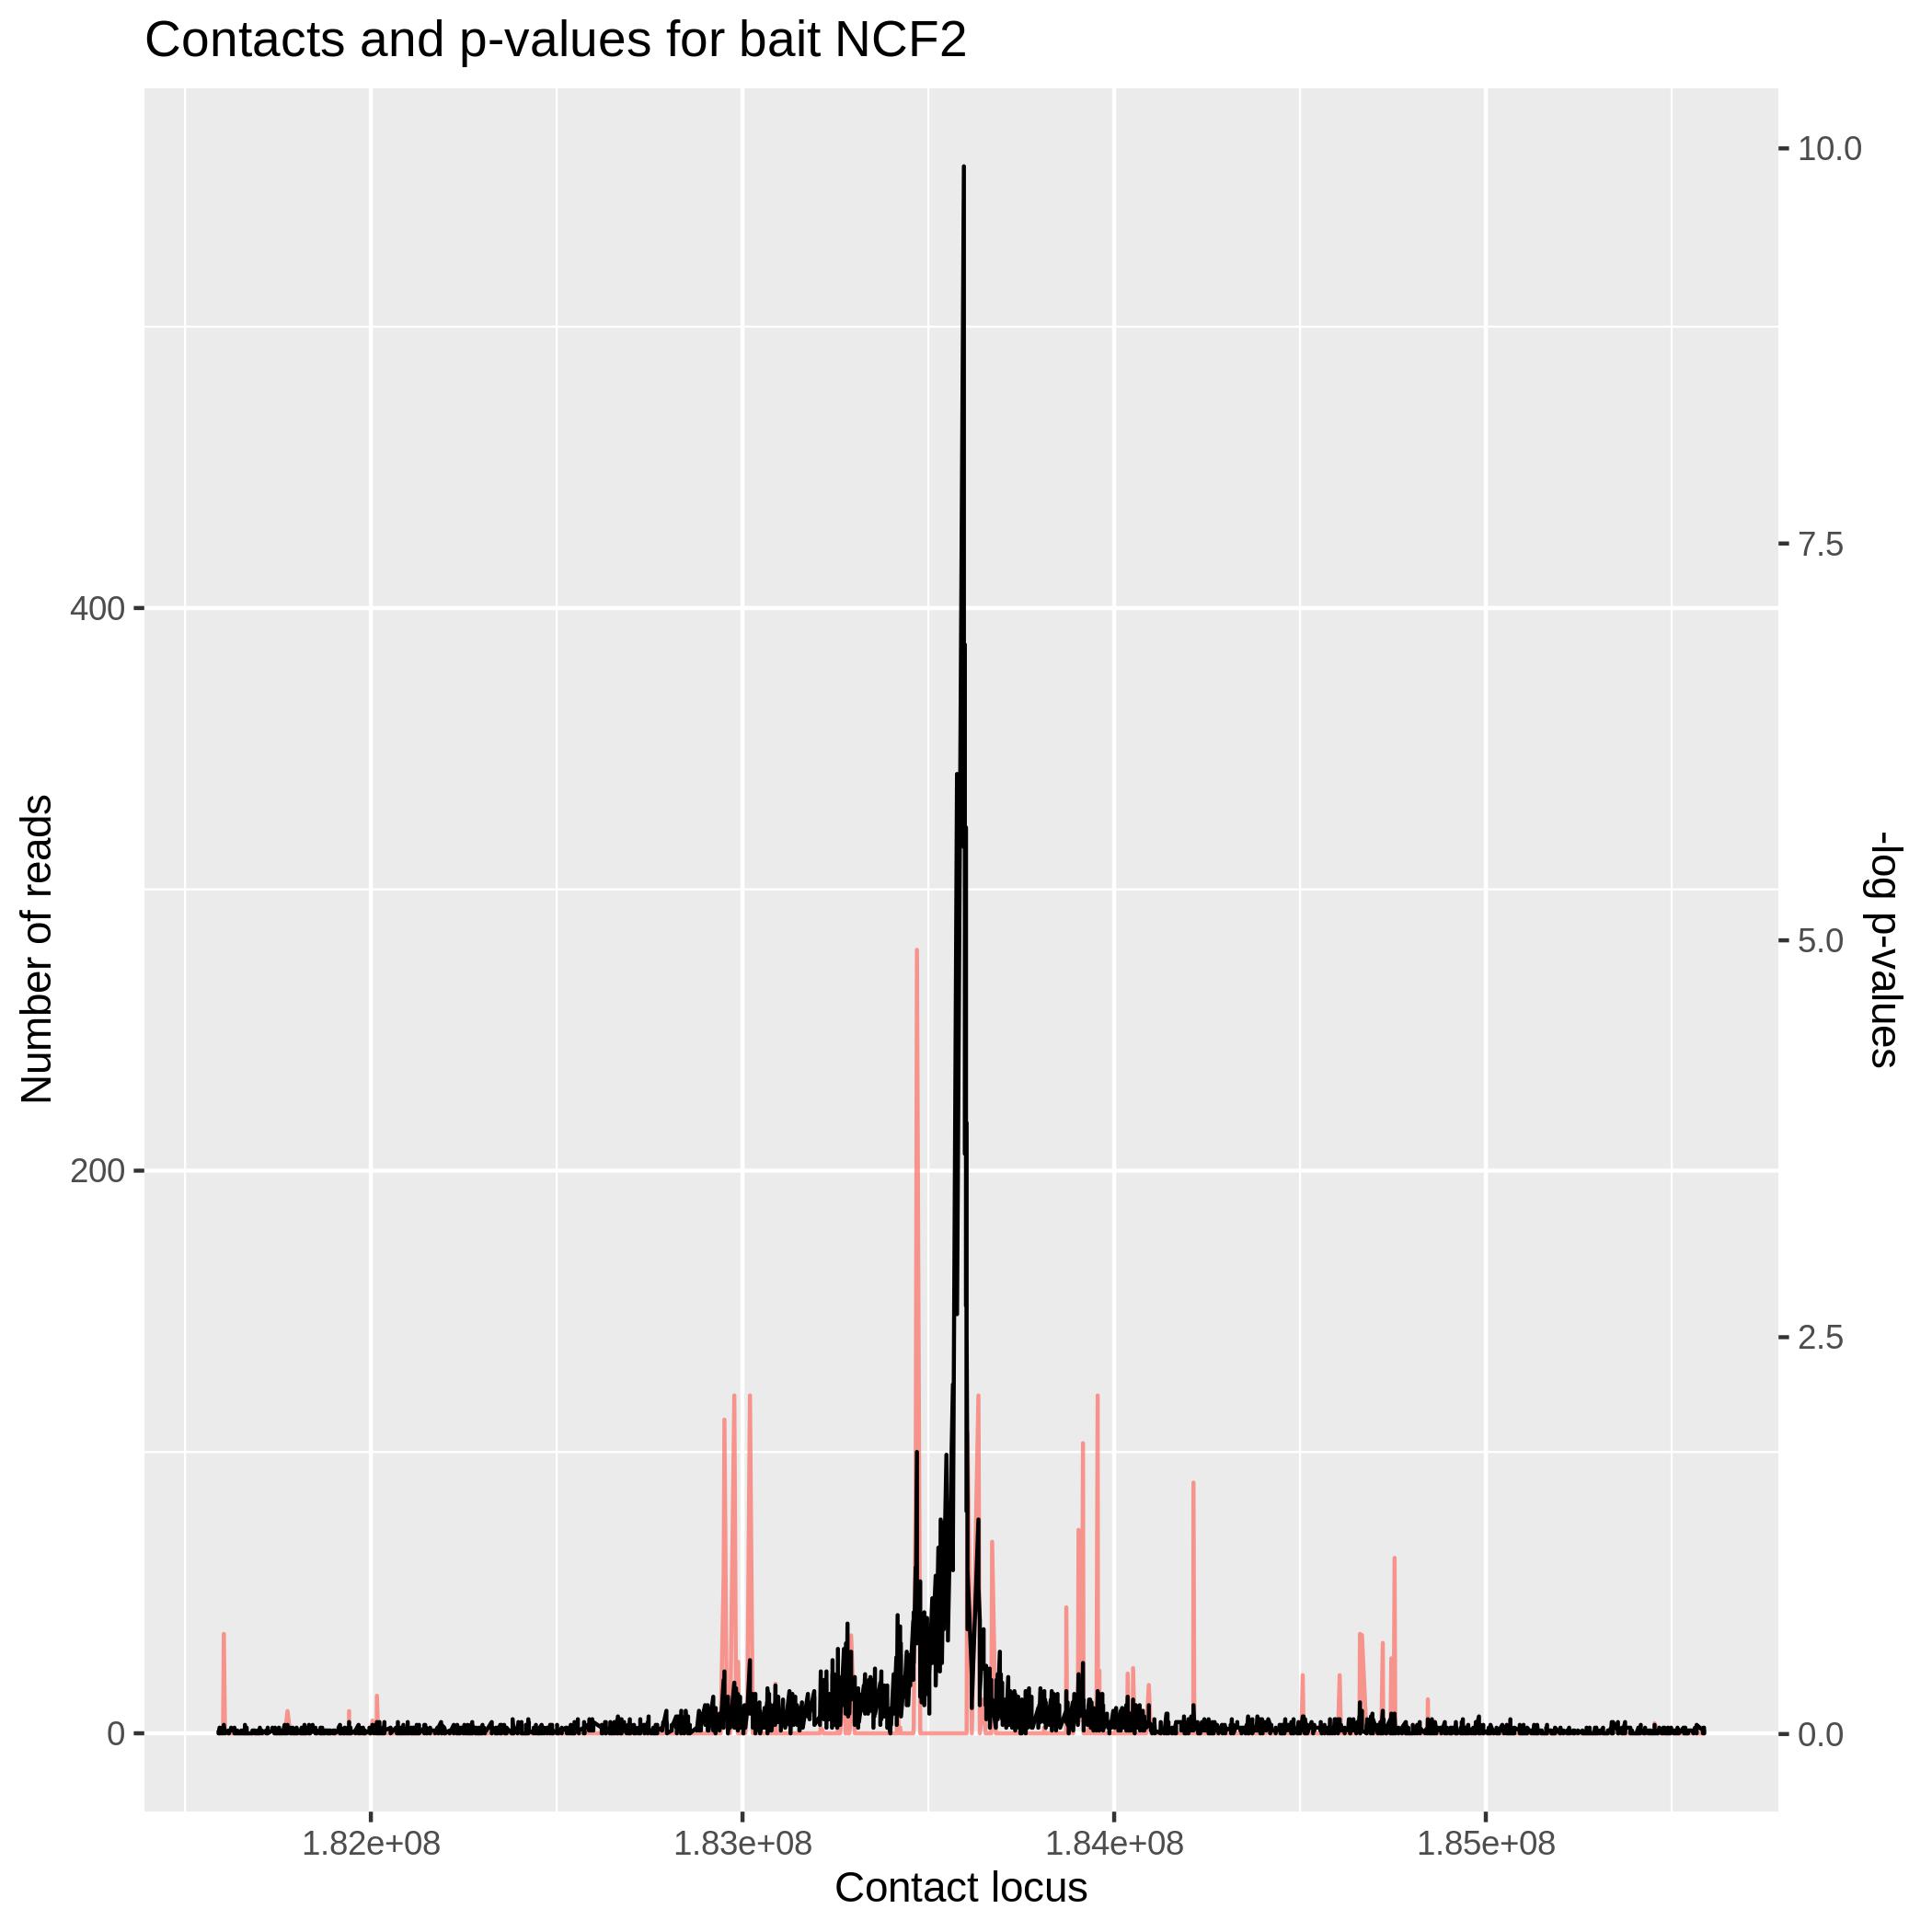 Contacts and p-values for bait NCF2
Number of reads
400
200
0
10.0
7.5
5.0
2.5
0.0
-log p-values
1.82e+08 1.83e+08 1.84e+08 1.85e+08
Contact locus